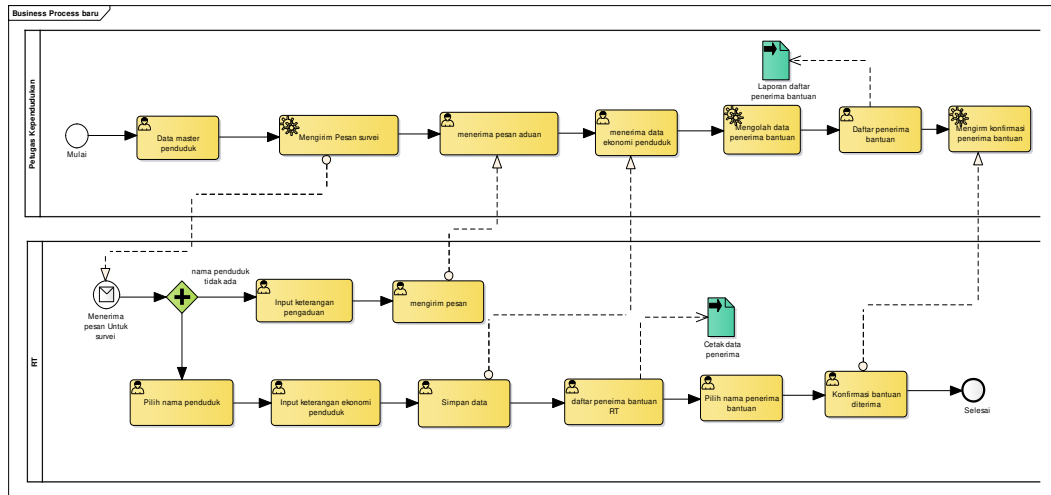 Business Process baru
Petugas Kependudukan
Mulai
Data master
penduduk
Mengirim Pesan survei
menerima pesan aduan
menerima data
ekonomi penduduk
Mengolah data
penerima bantuan
Laporan daftar
penerima bantuan
Daftar penerima
bantuan
Mengirm konfirmasi
penerima bantuan
RT
Menerima
pesan Untuk
survei
nama penduduk
tidak ada
Input keterangan
pengaduan
mengirim pesan
Cetak data
penerima
Pilih nama penduduk
Input keterangan ekonomi
penduduk
Simpan data
daftar peneima bantuan
RT
Pilih nama penerima
bantuan
Konfirmasi bantuan
diterima
Selesai